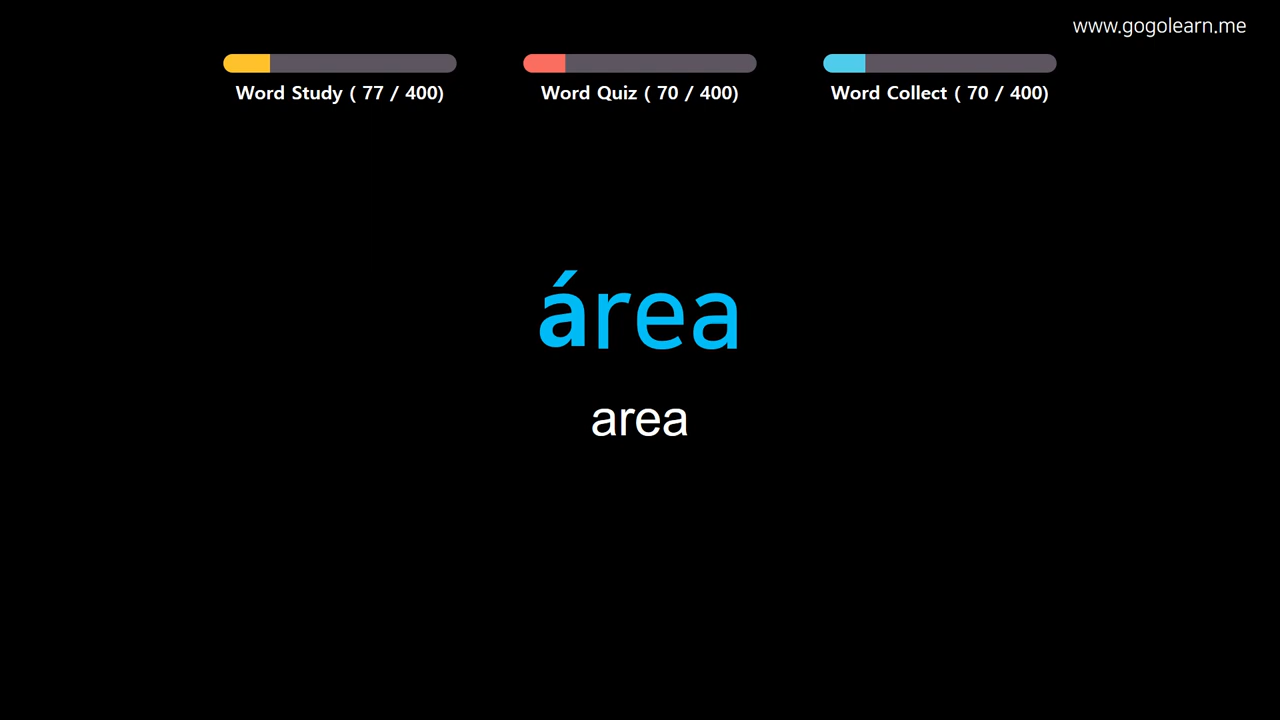 www.gogolearn.me
Word Study ( 77 / 400)
Word Quiz ( 70 / 400)
Word Collect ( 70 / 400)
área
area